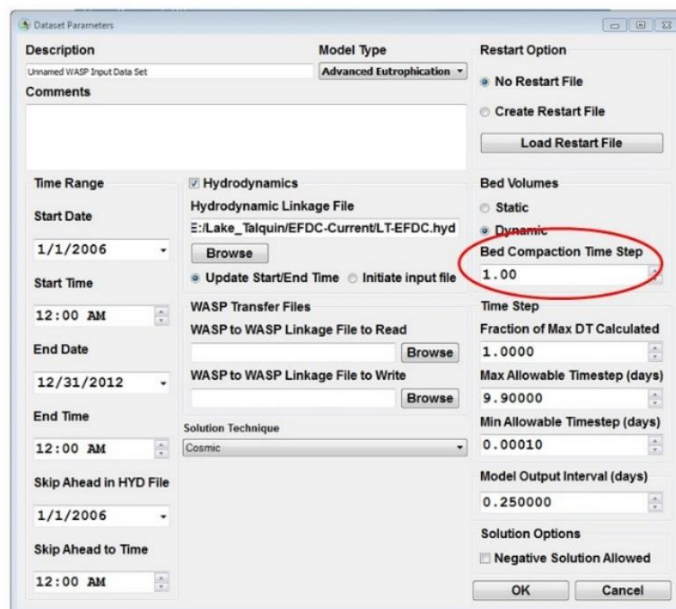 Dataset Parameters
Description
Unnamed WASP Input Data Set
Model Type
Advanced Eutrophication
Comments
Restart Option
No Restart File
Create Restart File
Load Restart File
Time Range
Start Date
1/1/2006
Start Time
12:00 AM
End Date
12/31/2012
End Time
12:00 AM
Skip Ahead in HYD File
1/1/2006
Skip Ahead to Time
12:00 AM
Hydrodynamics
Hydrodynamic Linkage File
E:/Lake_Talquin/EFDC-Current/LT-EFDC.hyd
Browse
Update Start/End Time Initiate input file
WASP Transfer Files
WASP to WASP Linkage File to Read
Browse
WASP to WASP Linkage File to Write
Browse
Solution Technique
Cosmic
Bed Volumes
Static
Dynamic
Bed Compaction Time Step
1.00
Time Step
Fraction of Max DT Calculated
1.0000
Max Allowable Timestep (days)
9.90000
Min Allowable Timestep (days)
0.00010
Model Output Interval (days)
0.250000
Solution Options
Negative Solution Allowed
OK Cancel